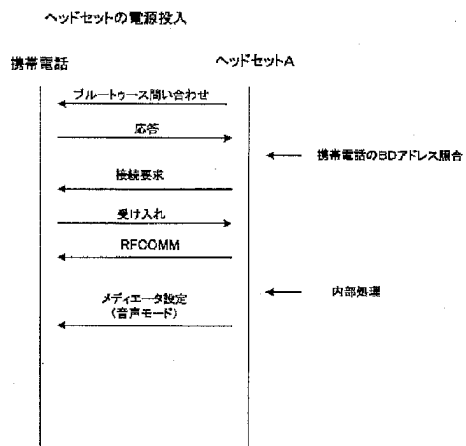 ヘッドセットの電源投入
携帯電話
ヘッドセットA
ブルートゥース問い合わせ
応答
携帯電話のBDアドレス照合
接続要求
受け入れ
RFCOMM
内部処理
メディエータ設定
(音声モード)